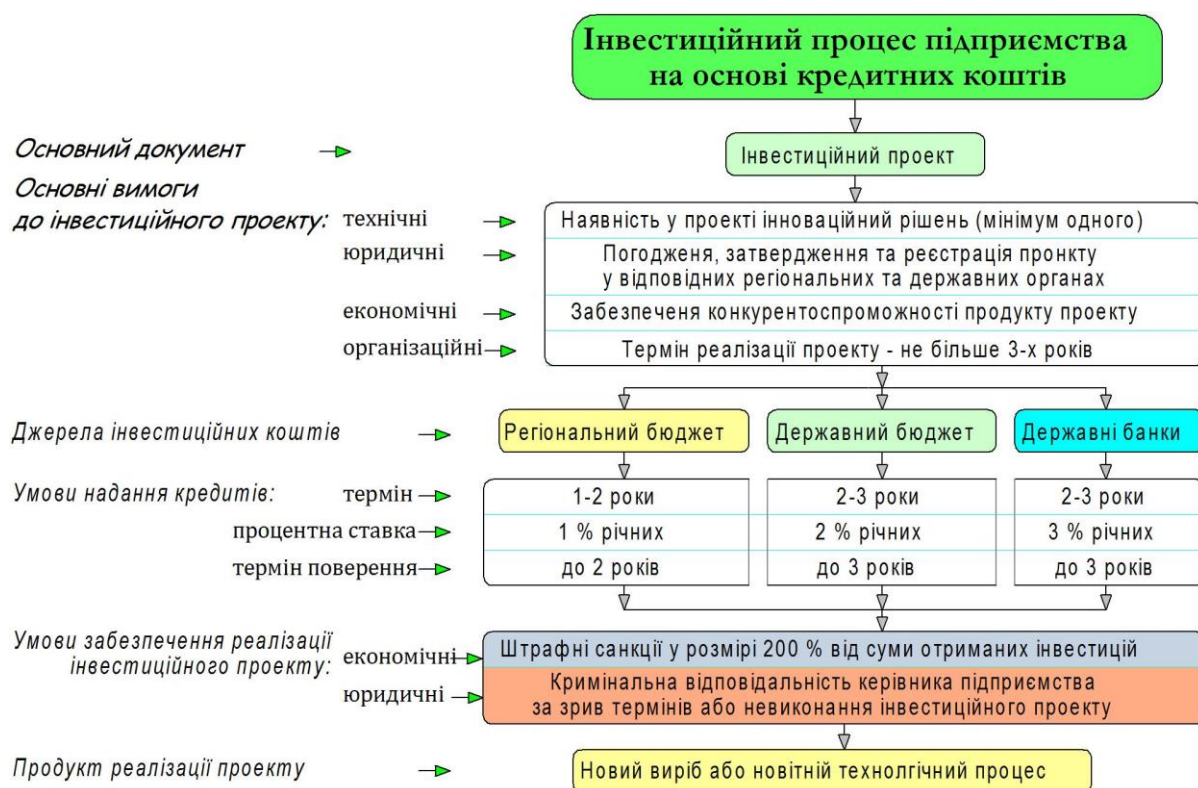 Інвестиційний процес підприємства
на основі кредитних коштів
Основний документ
Інвестиційний проект
Основні вимоги
до інвестиційного проекту:
технічні
Наявність у проекті інноваційний рішень (мінімум одного)
юридичні
Погодженя, затвердження та реєстрація пронкту
у відповідних регіональних та державних органах
економічні
Забезпеченя конкурентоспроможності продукту проекту
організаційні
Термін реалізації проекту - не більше 3-х років
Джерела інвестиційних коштів
Регіональний бюджет
Державний бюджет
Державні банки
Умови надання кредитів:
термін
1-2 роки
2-3 роки
2-3 роки
процентна ставка
1 % річних
2 % річних
3 % річних
термін поверення
до 2 років
до 3 років
до 3 років
Умови забезпечення реалізації
інвестиційного проекту:
економічні
Штрафні санкції у розмірі 200 % від суми отриманих інвестицій
юридичні
Кримінальна відповідальність керівника підприємства
за зрив термінів або невиконання інвестиційного проекту
Продукт реалізації проекту
Новий виріб або новітній технолгічний процес